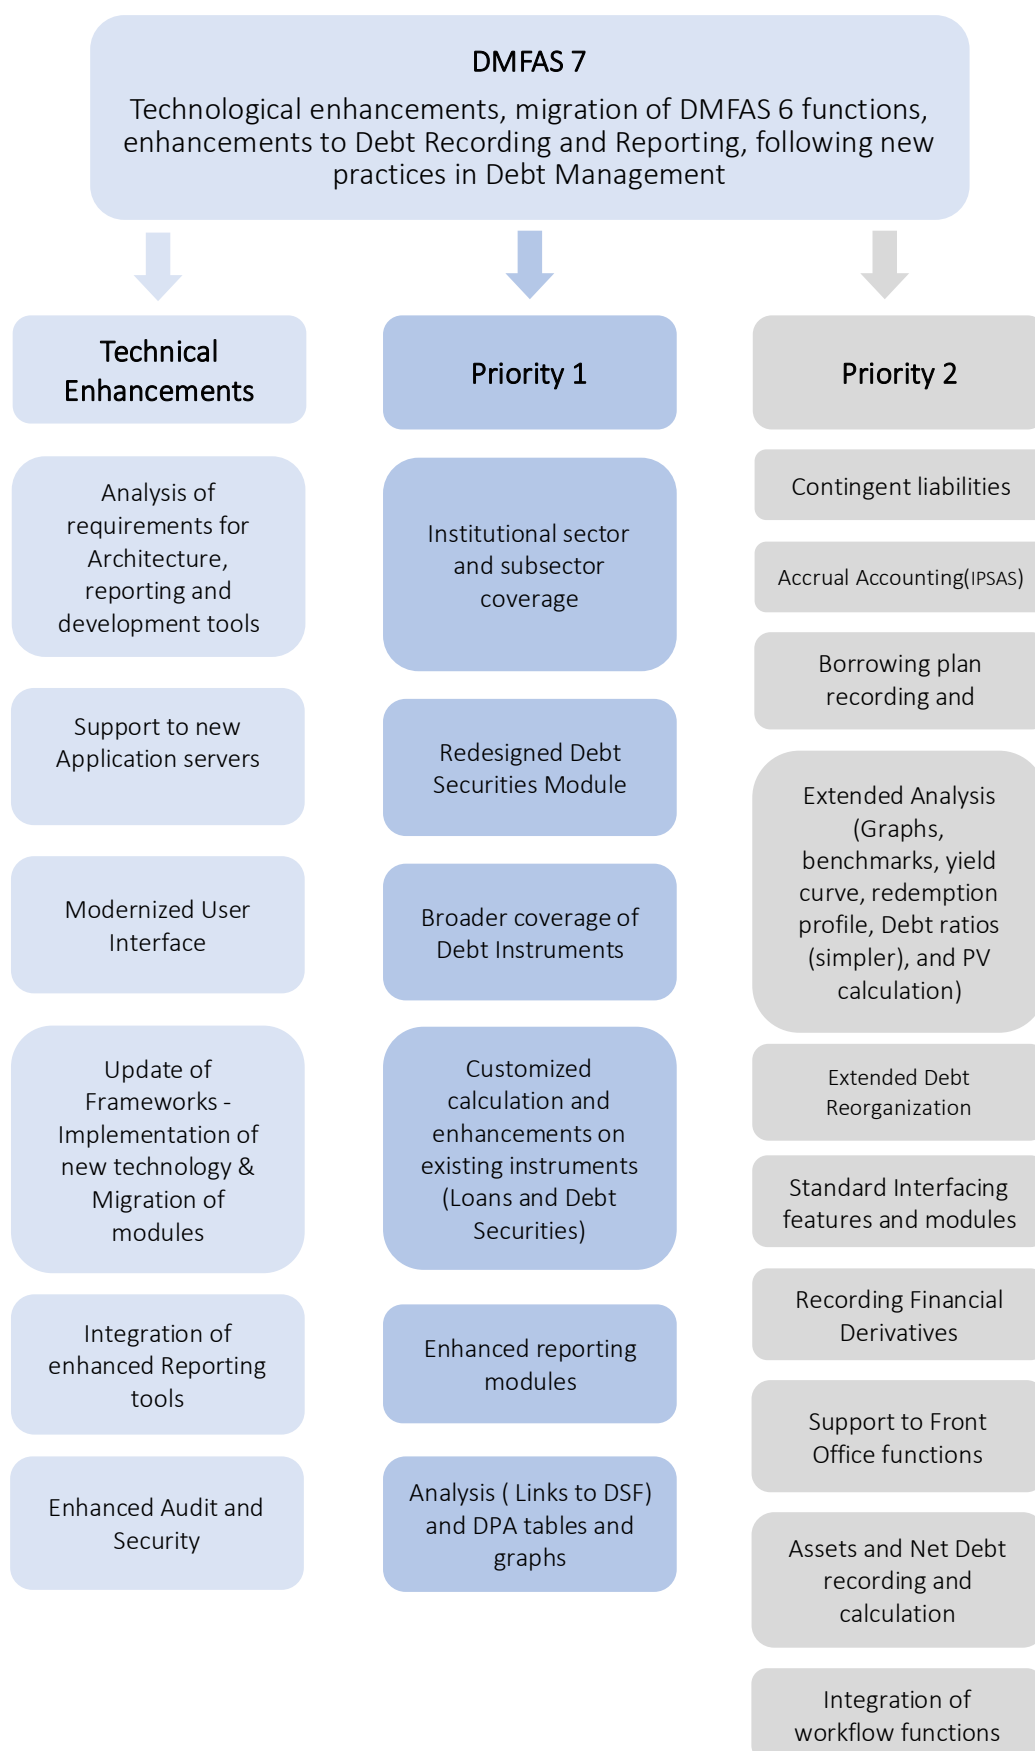 DMFAS 7
Technological enhancements, migration of DMFAS 6 functions,
enhancements to Debt Recording and Reporting, following new
practices in Debt Management
Technical
Enhancements
Analysis of
requirements for
Architecture,
reporting and
development tools
Support to new
Application servers
Modernized User
Interface
Update of
Frameworks -
Implementation of
new technology &
Migration of
modules
Integration of
enhanced Reporting
tools
Enhanced Audit and
Security
Priority 1
Institutional sector
and subsector
coverage
Redesigned Debt
Securities Module
Broader coverage of
Debt Instruments
Customized
calculation and
enhancements on
existing instruments
(Loans and Debt
Securities)
Enhanced reporting
modules
Analysis ( Links to DSF)
and DPA tables and
graphs
Priority 2
Contingent liabilities
Accrual Accounting(IPSAS)
Borrowing plan
recording and
Extended Analysis
(Graphs,
benchmarks, yield
curve, redemption
profile, Debt ratios
(simpler), and PV
calculation)
Extended Debt
Reorganization
Standard Interfacing
features and modules
Recording Financial
Derivatives
Support to Front
Office functions
Assets and Net Debt
recording and
calculation
Integration of
workflow functions